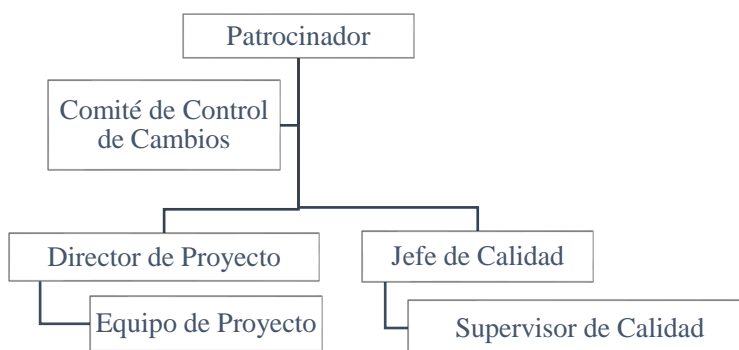 Patrocinador
Comité de Control
de Cambios
Director de Proyecto
Jefe de Calidad
Equipo de Proyecto
Supervisor de Calidad